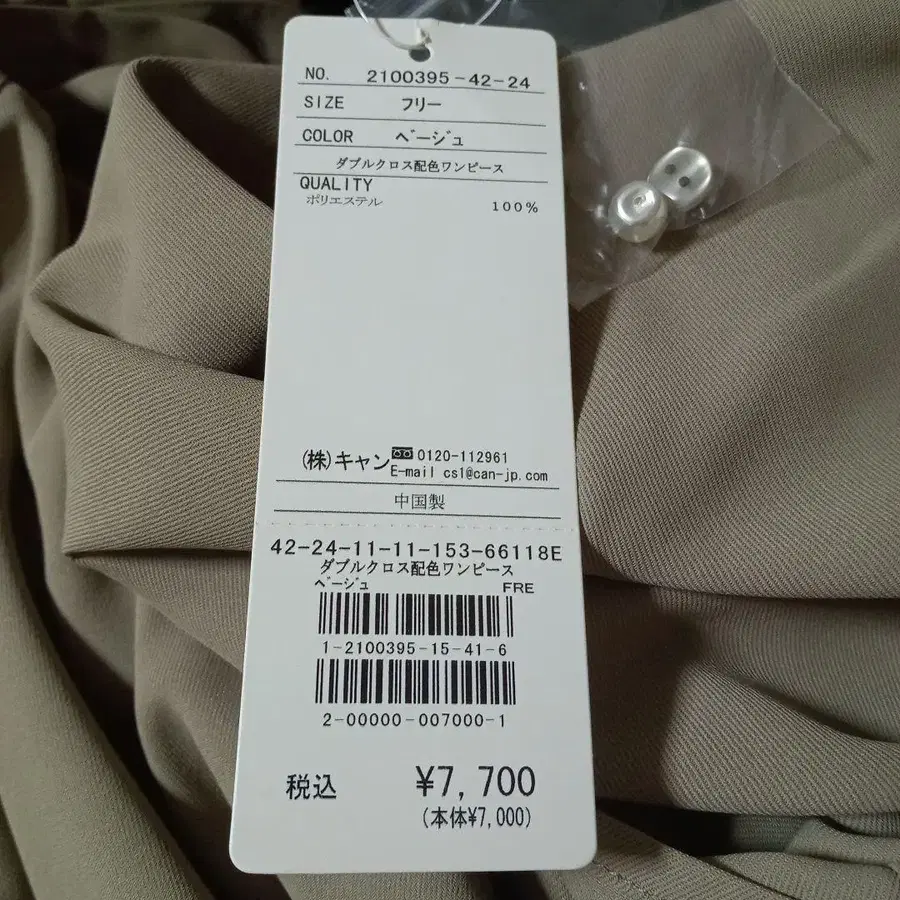 NO. 2100395-42-24
SIZE フリー
COLOR ベージュ
ダブルクロス配色ワンピース
QUALITY
ポリエステル 100%
(株)キャン 0120-112961
E-mail cs1@can-jp.com
中国製
42-24-11-11-153-66118E
ダブルクロス配色ワンピース
ベージュ FRE
1-2100395-15-41-6
2-00000-007000-1
税込 ¥7,700
(本体¥7,000)